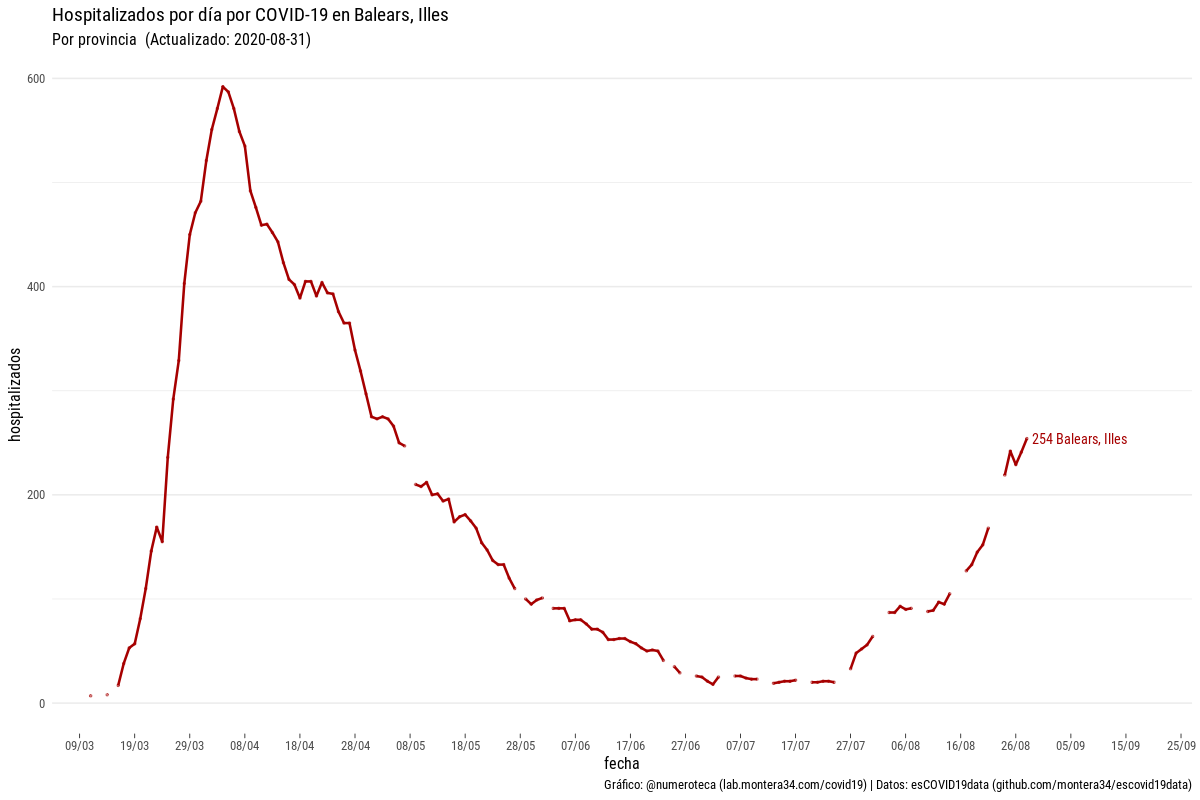 Hospitalizados por día por COVID-19 en Balears, Illes
Por provincia (Actualizado: 2020-08-31)
hospitalizados
600
400
200
0
254 Balears, Illes
09/03 19/03 29/03 08/04 18/04 28/04 08/05 18/05 28/05 07/06 17/06 27/06 07/07 17/07 27/07 06/08 16/08 26/08 05/09 15/09 25/09
fecha
Gráfico: @numeroteca (lab.montera34.com/covid19) | Datos: esCOVID19data (github.com/montera34/escovid19data)